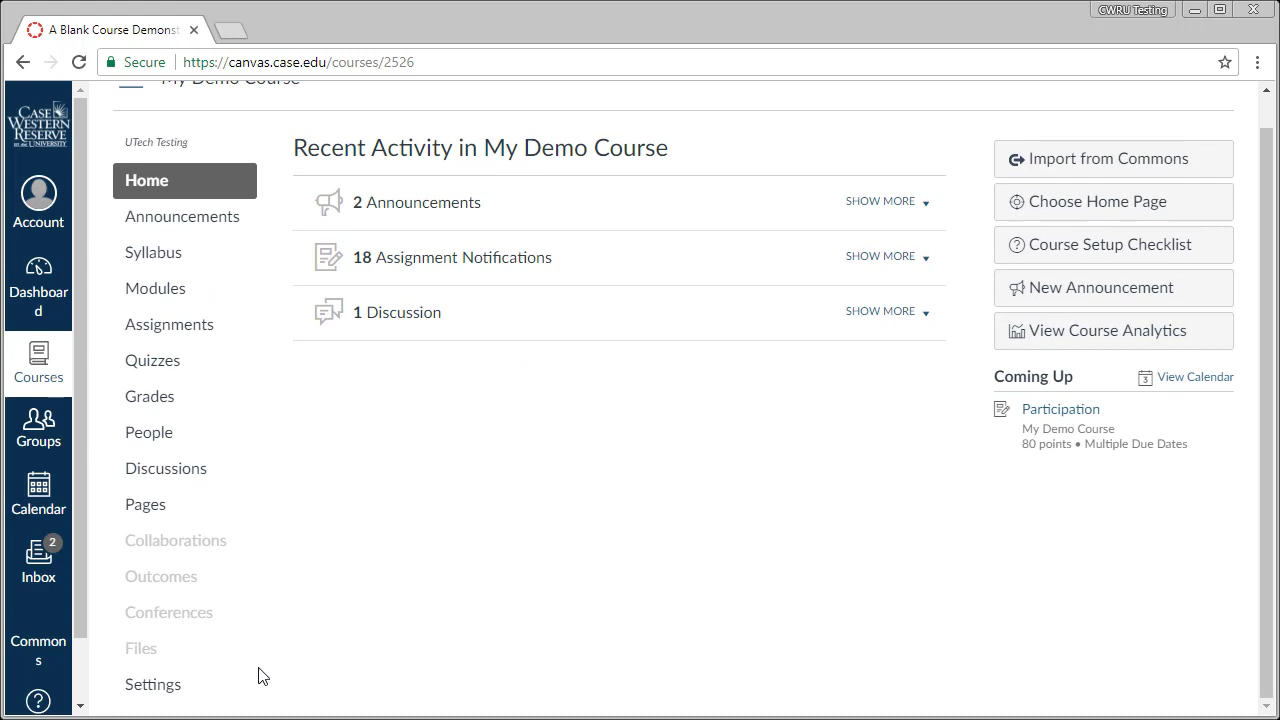 CWRU Testing
A Blank Course Demonst
Secure
https://canvas.case.edu/courses/2526
My Demo Course
CASE
WESTERN
RESERVE
UNIVERSITY
Account
Dashboar
d
Courses
Groups
Calendar
2
Inbox
Common
s
UTech Testing
Home
Announcements
Syllabus
Modules
Assignments
Quizzes
Grades
People
Discussions
Pages
Collaborations
Outcomes
Conferences
Files
Settings
Recent Activity in My Demo Course
2 Announcements SHOW MORE
18 Assignment Notifications SHOW MORE
1 Discussion SHOW MORE
Import from Commons
Choose Home Page
Course Setup Checklist
New Announcement
View Course Analytics
Coming Up 3 View Calendar
Participation
My Demo Course
80 points • Multiple Due Dates